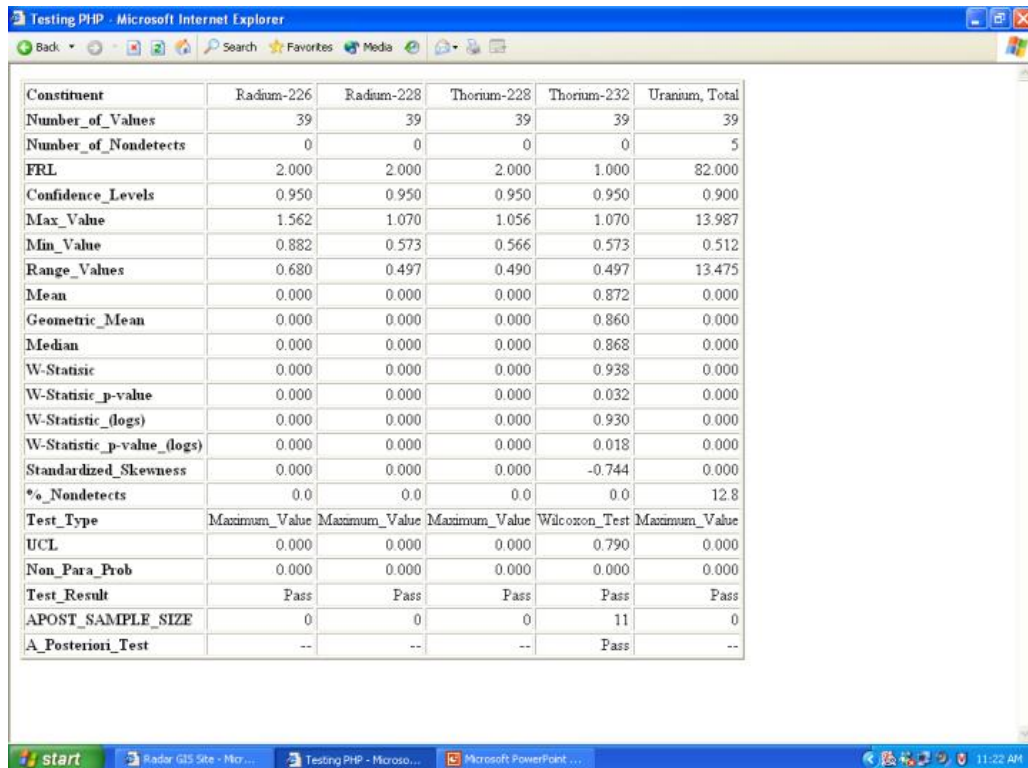 Testing PHP - Microsoft Internet Explorer
Back Search Favorites Media
Constituent Radium-226 Radium-228 Thorium-228 Thorium-232 Uranium, Total
Number_of_Values 39 39 39 39 39
Number_of_Nondetects 0 0 0 0 5
FRL 2.000 2.000 2.000 1.000 82.000
Confidence_Levels 0.950 0.950 0.950 0.950 0.900
Max_Value 1.562 1.070 1.056 1.070 13.987
Min_Value 0.882 0.573 0.566 0.573 0.512
Range_Values 0.680 0.497 0.490 0.497 13.475
Mean 0.000 0.000 0.000 0.872 0.000
Geometric_Mean 0.000 0.000 0.000 0.860 0.000
Median 0.000 0.000 0.000 0.868 0.000
W-Statisic 0.000 0.000 0.000 0.938 0.000
W-Statisic_p-value 0.000 0.000 0.000 0.032 0.000
W-Statistic_(logs) 0.000 0.000 0.000 0.930 0.000
W-Statistic_p-value_(logs) 0.000 0.000 0.000 0.018 0.000
Standardized_Skewness 0.000 0.000 0.000 -0.744 0.000
%_Nondetects 0.0 0.0 0.0 0.0 12.8
Test_Type Maximum_Value Maximum_Value Maximum_Value Wilcoxon_Test Maximum_Value
UCL 0.000 0.000 0.000 0.790 0.000
Non_Para_Prob 0.000 0.000 0.000 0.000 0.000
Test_Result Pass Pass Pass Pass Pass
APOST_SAMPLE_SIZE 0 0 0 11 0
A_Posteriori_Test -- -- -- Pass --
start Radar GIS Site - Micr... Testing PHP - Microso... Microsoft PowerPoint ... 11:22 AM